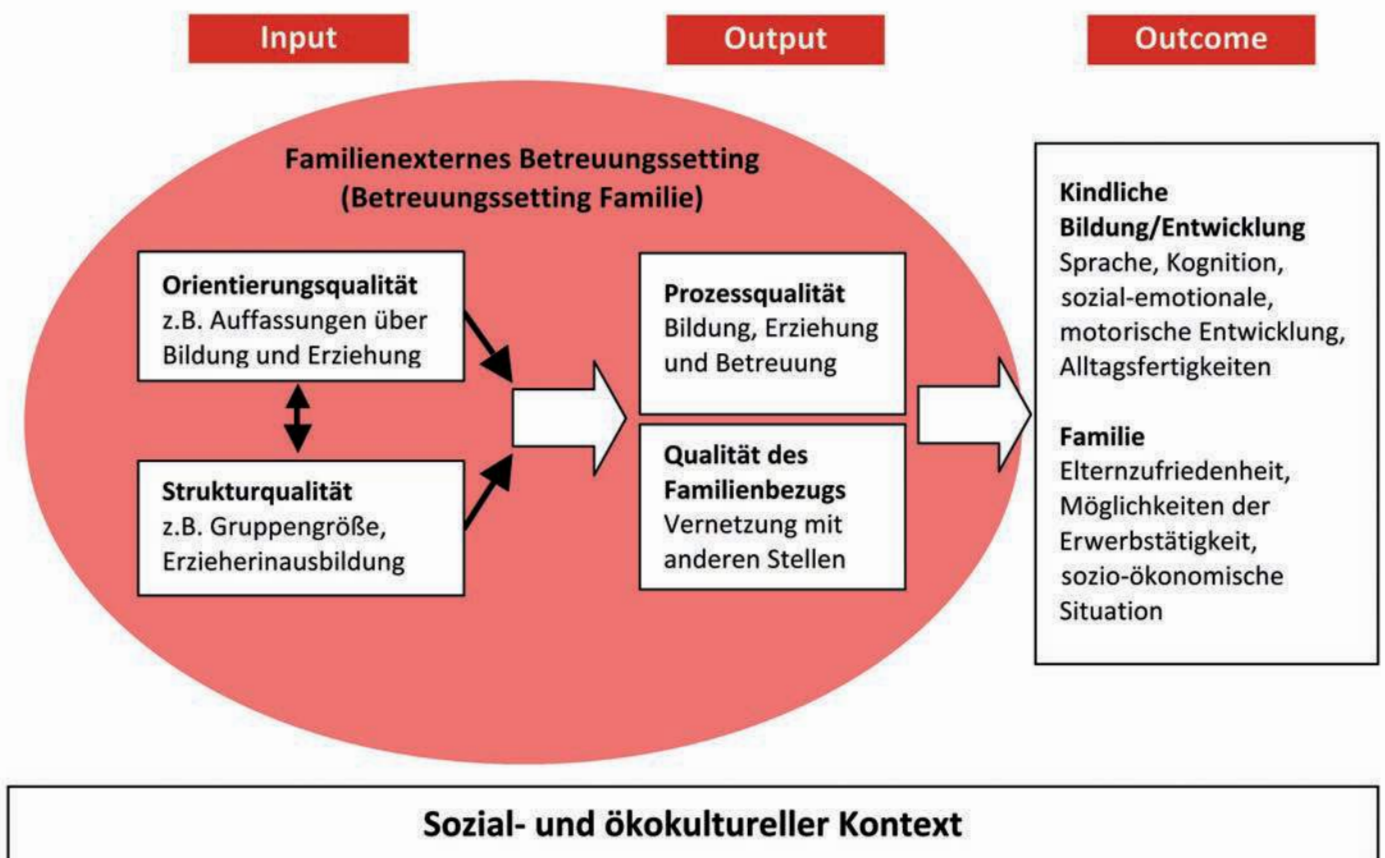 Input
Output
Outcome
Familienexternes Betreuungssetting
(Betreuungssetting Familie)
Orientierungsqualität
z.B. Auffassungen über
Bildung und Erziehung
Strukturqualität
z.B. Gruppengröße,
Erzieherinausbildung
Prozessqualität
Bildung, Erziehung
und Betreuung
Qualität des
Familienbezugs
Vernetzung mit
anderen Stellen
Kindliche
Bildung/Entwicklung
Sprache, Kognition,
sozial-emotionale,
motorische Entwicklung,
Alltagsfertigkeiten
Familie
Elternzufriedenheit,
Möglichkeiten der
Erwerbstätigkeit,
sozio-ökonomische
Situation
Sozial- und ökokultureller Kontext